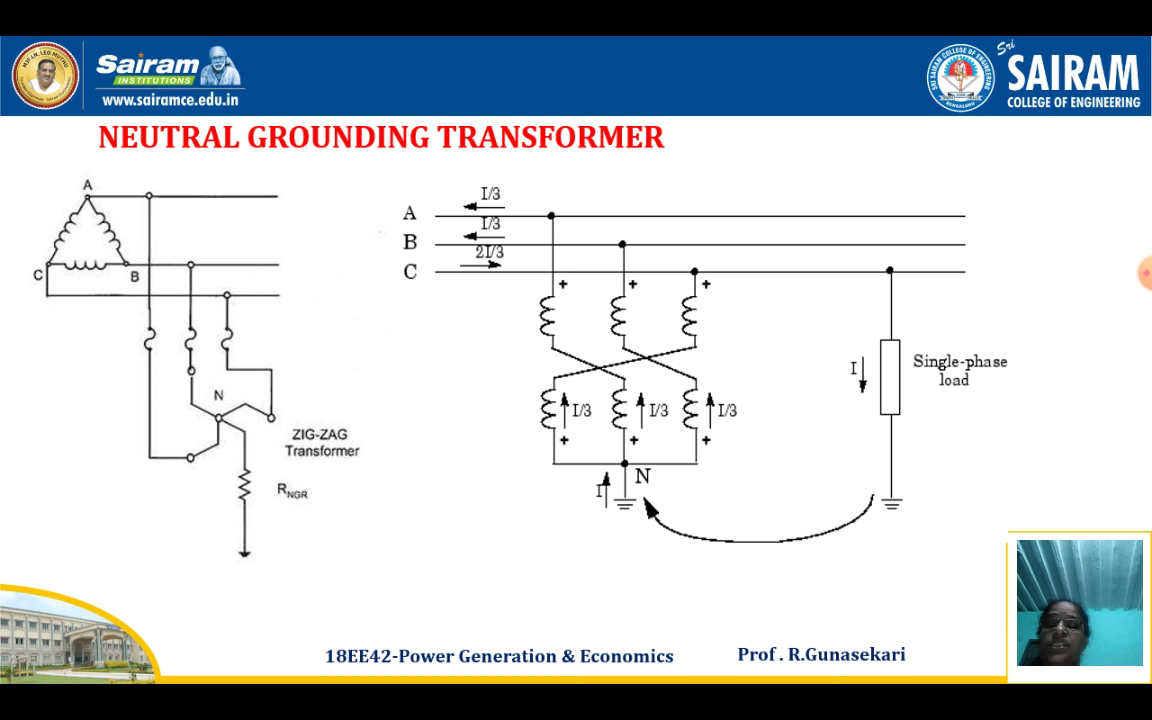 Sairam
INSTITUTIONS
www.sairamce.edu.in
Sri
SAIRAM
COLLEGE OF ENGINEERING
NEUTRAL GROUNDING TRANSFORMER
A
C
B
N
ZIG-ZAG
Transformer
RNGR
A
B
C
I/3
I/3
2I/3
+
+
+
I
Single-phase
load
I/3
I/3
I/3
+
+
+
I
N
18EE42-Power Generation & Economics
Prof . R.Gunasekari